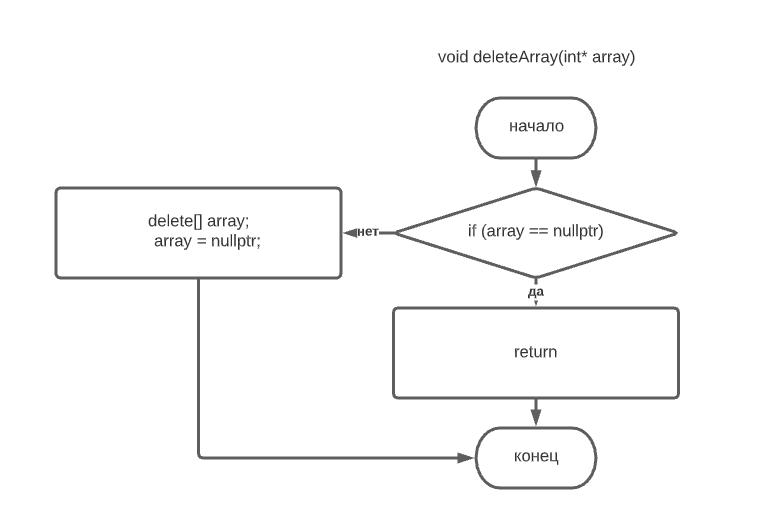 void deleteArray(int* array)
начало
if (array == nullptr)
нет
delete[] array;
array = nullptr;
да
return
конец